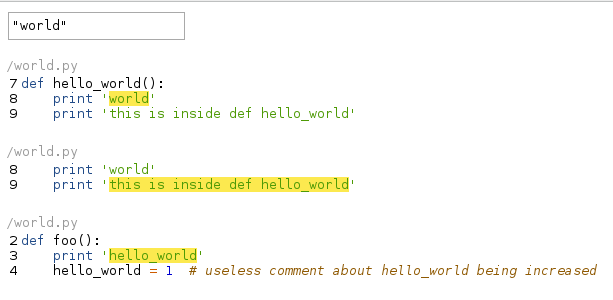 "world"
/world.py
7 def hello_world():
8     print 'world'
9     print 'this is inside def hello_world'
/world.py
8     print 'world'
9     print 'this is inside def hello_world'
/world.py
2 def foo():
3     print 'hello_world'
4     hello_world = 1  # useless comment about hello_world being increased